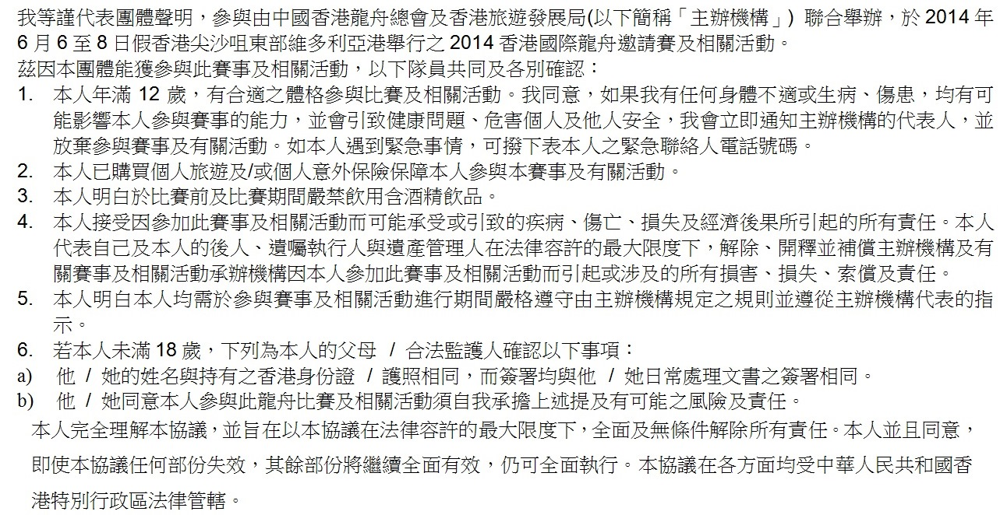 我等謹代表團體聲明，參與由中國香港龍舟總會及香港旅遊發展局(以下簡稱「主辦機構」) 聯合舉辦，於 2014 年
6 月 6 至 8 日假香港尖沙咀東部維多利亞港舉行之 2014 香港國際龍舟邀請賽及相關活動。
茲因本團體能獲參與此賽事及相關活動，以下隊員共同及各別確認：
1. 本人年滿 12 歲，有合適之體格參與比賽及相關活動。我同意，如果我有任何身體不適或生病、傷患，均有可
能影響本人參與賽事的能力，並會引致健康問題、危害個人及他人安全，我會立即通知主辦機構的代表人，並
放棄參與賽事及有關活動。如本人遇到緊急事情，可撥下表本人之緊急聯絡人電話號碼。
2. 本人已購買個人旅遊及/或個人意外保險保障本人參與本賽事及有關活動。
3. 本人明白於比賽前及比賽期間嚴禁飲用含酒精飲品。
4. 本人接受因參加此賽事及相關活動而可能承受或引致的疾病、傷亡、損失及經濟後果所引起的所有責任。本人
代表自己及本人的後人、遺囑執行人與遺產管理人在法律容許的最大限度下，解除、開釋並補償主辦機構及有
關賽事及相關活動承辦機構因本人參加此賽事及相關活動而引起或涉及的所有損害、損失、索償及責任。
5. 本人明白本人均需於參與賽事及相關活動進行期間嚴格遵守由主辦機構規定之規則並遵從主辦機構代表的指
示。
6. 若本人未滿 18 歲，下列為本人的父母 / 合法監護人確認以下事項：
a) 他 / 她的姓名與持有之香港身份證 / 護照相同，而簽署均與他 / 她日常處理文書之簽署相同。
b) 他 / 她同意本人參與此龍舟比賽及相關活動須自我承擔上述提及有可能之風險及責任。
本人完全理解本協議，並旨在以本協議在法律容許的最大限度下，全面及無條件解除所有責任。本人並且同意，
即使本協議任何部份失效，其餘部份將繼續全面有效，仍可全面執行。本協議在各方面均受中華人民共和國香
港特別行政區法律管轄。